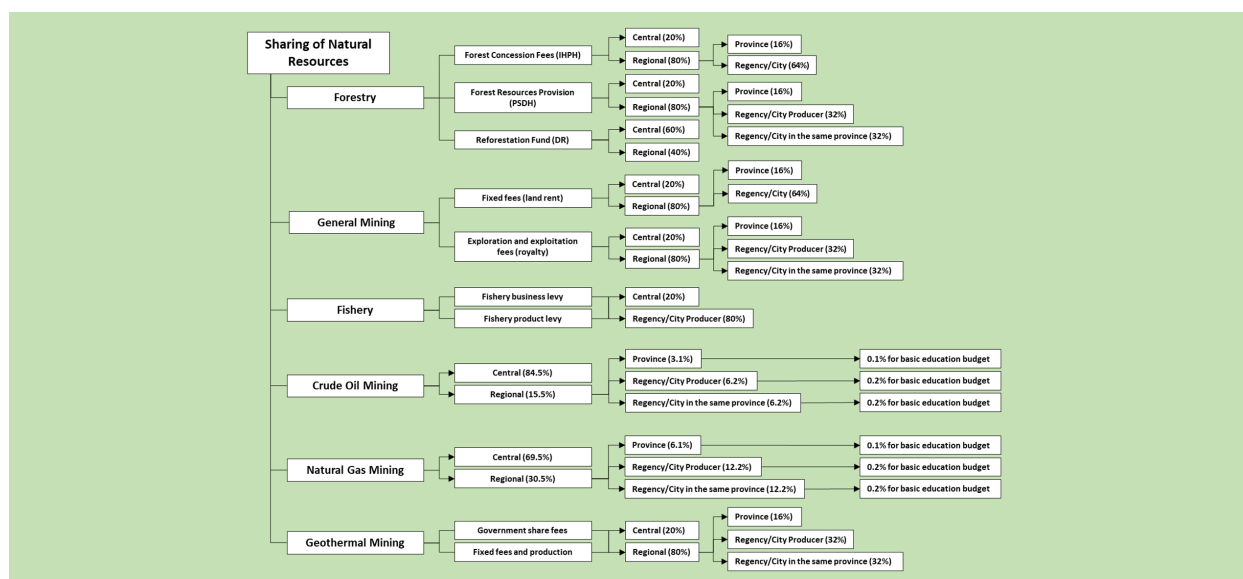 Sharing of Natural
Resources
Forestry
Forest Concession Fees (IHPH)
Central (20%)
Regional (80%)
Province (16%)
Regency/City (64%)
Forest Resources Provision
(PSDH)
Central (20%)
Regional (80%)
Province (16%)
Regency/City Producer (32%)
Regency/City in the same province (32%)
Reforestation Fund (DR)
Central (60%)
Regional (40%)
General Mining
Fixed fees (land rent)
Central (20%)
Regional (80%)
Province (16%)
Regency/City (64%)
Exploration and exploitation
fees (royalty)
Central (20%)
Regional (80%)
Province (16%)
Regency/City Producer (32%)
Regency/City in the same province (32%)
Fishery
Fishery business levy
Fishery product levy
Central (20%)
Regency/City Producer (80%)
Crude Oil Mining
Central (84.5%)
Regional (15.5%)
Province (3.1%)
0.1% for basic education budget
Regency/City Producer (6.2%)
0.2% for basic education budget
Regency/City in the same province (6.2%)
0.2% for basic education budget
Natural Gas Mining
Central (69.5%)
Regional (30.5%)
Province (6.1%)
0.1% for basic education budget
Regency/City Producer (12.2%)
0.2% for basic education budget
Regency/City in the same province (12.2%)
0.2% for basic education budget
Geothermal Mining
Government share fees
Fixed fees and production
Central (20%)
Regional (80%)
Province (16%)
Regency/City Producer (32%)
Regency/City in the same province (32%)